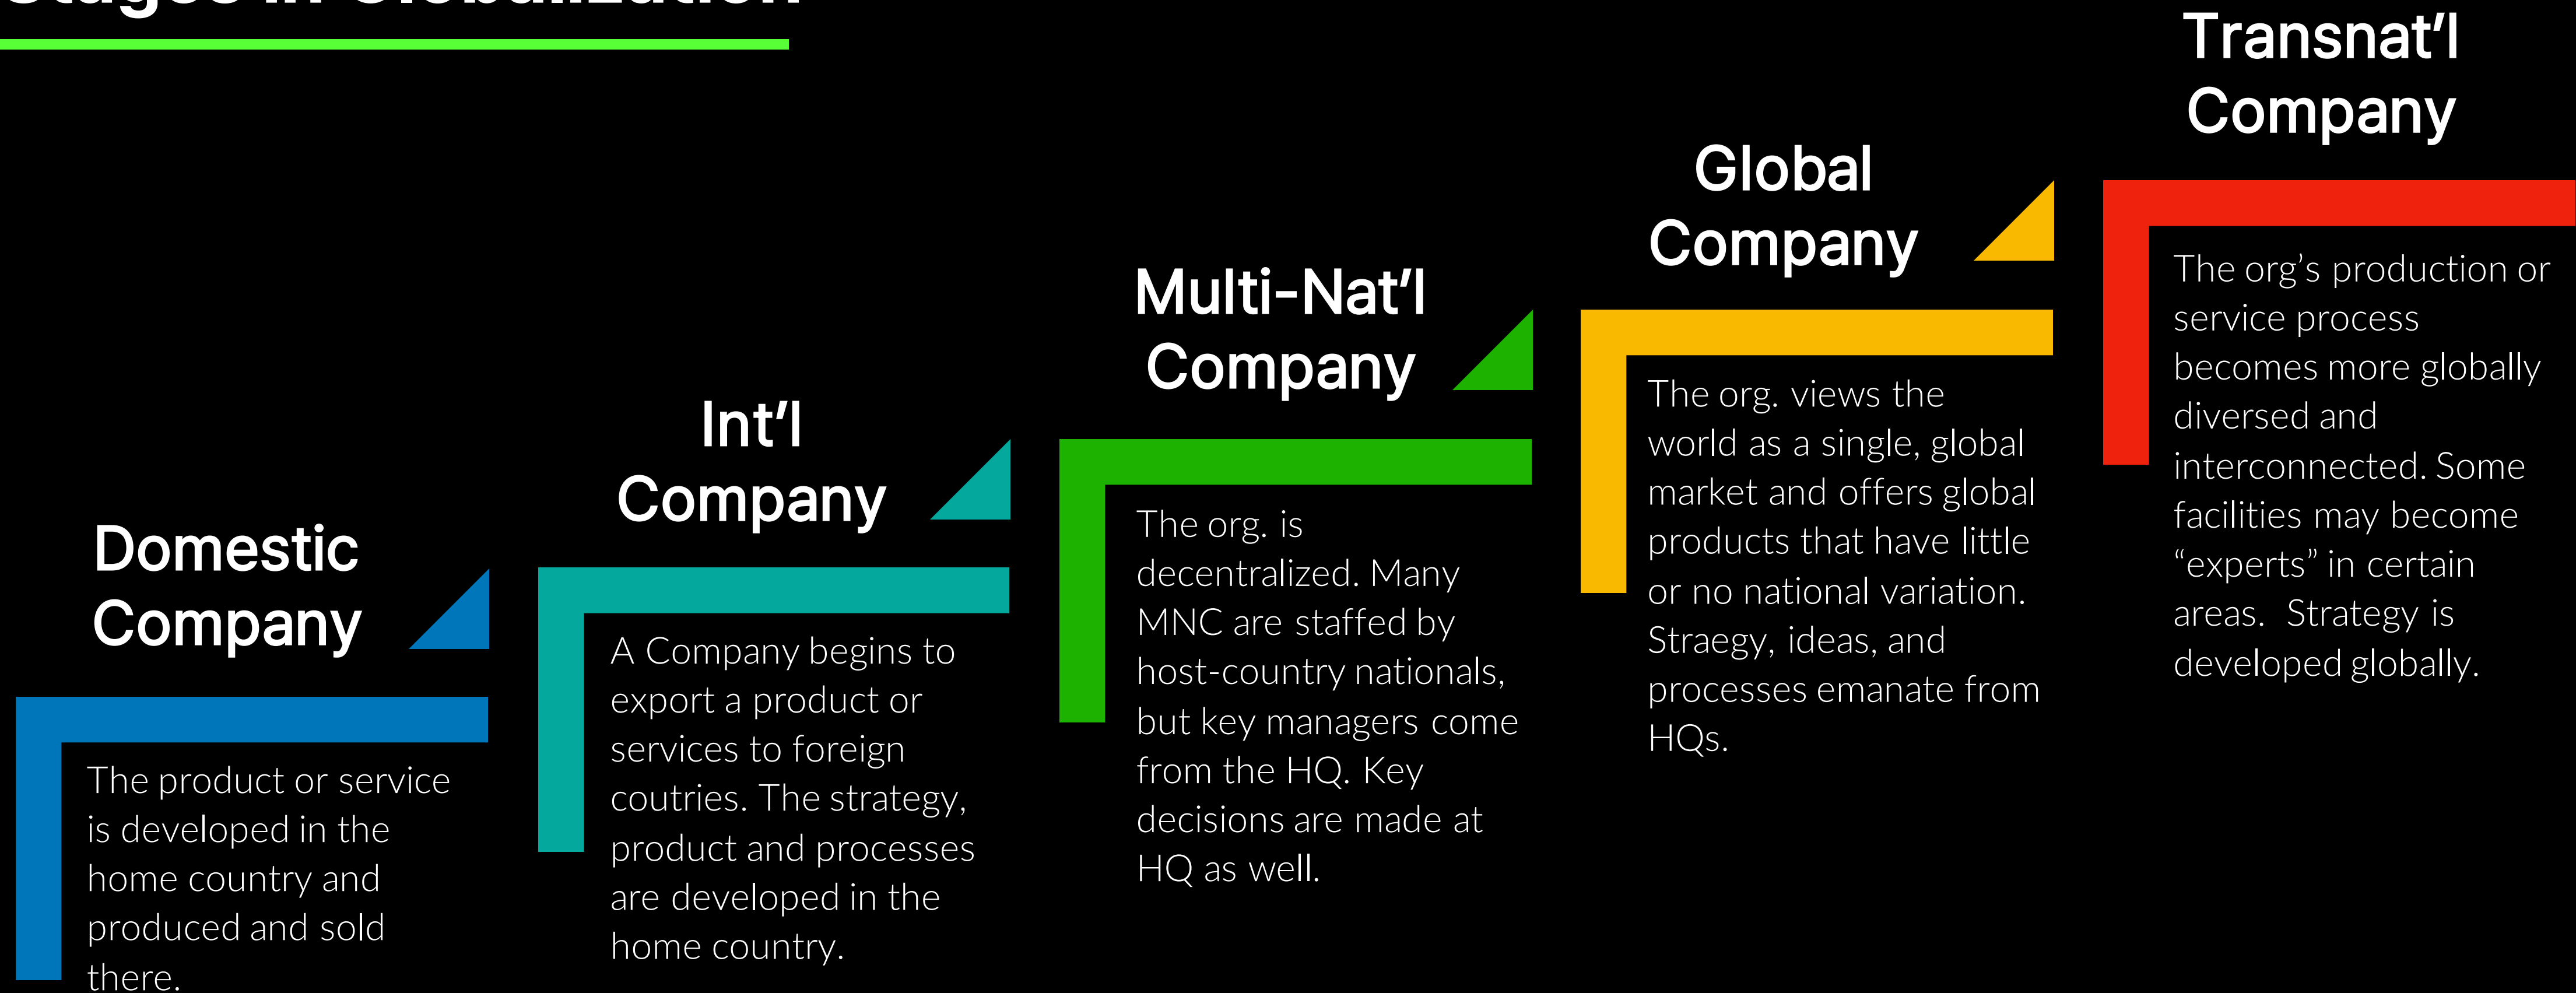 Stages in Globalization
Domestic
Company
The product or service
is developed in the
home country and
produced and sold
there.
Int'l
Company
A Company begins to
export a product or
services to foreign
coutries. The strategy,
product and processes
are developed in the
home country.
Multi-Nat'l
Company
The org. is
decentralized. Many
MNC are staffed by
host-country nationals,
but key managers come
from the HQ. Key
decisions are made at
HQ as well.
Global
Company
The org. views the
world as a single, global
market and offers global
products that have little
or no national variation.
Straegy, ideas, and
processes emanate from
HQs.
Transnat'l
Company
The org’s production or
service process
becomes more globally
diversed and
interconnected. Some
facilities may become
“experts” in certain
areas.  Strategy is
developed globally.